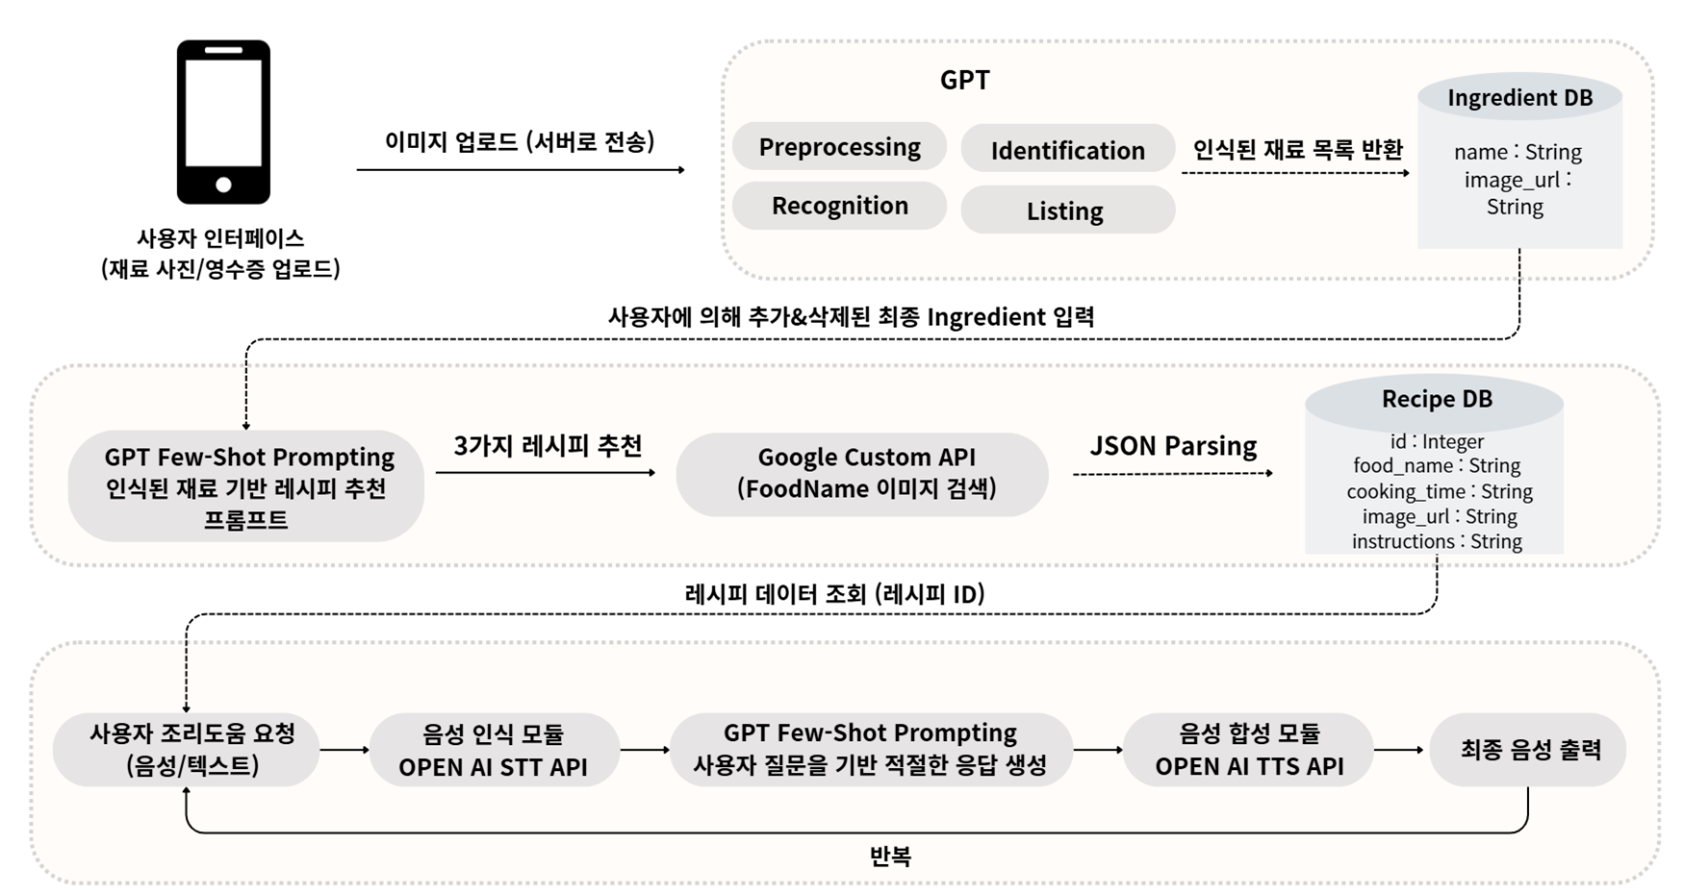 GPT
Ingredient DB
이미지 업로드 (서버로 전송)
Preprocessing
Identification
인식된 재료 목록 반환
name : String
image_url :
String
Recognition
Listing
사용자 인터페이스
(재료 사진/영수증 업로드)
사용자에 의해 추가&삭제된 최종 Ingredient 입력
GPT Few-Shot Prompting
인식된 재료 기반 레시피 추천
프롬프트
3가지 레시피 추천
Google Custom API
(FoodName 이미지 검색)
JSON Parsing
Recipe DB
id : Integer
food_name : String
cooking_time : String
image_url : String
instructions : String
레시피 데이터 조회 (레시피 ID)
사용자 조리도움 요청
(음성/텍스트)
음성 인식 모듈
OPEN AI STT API
GPT Few-Shot Prompting
사용자 질문을 기반 적절한 응답 생성
음성 합성 모듈
OPEN AI TTS API
최종 음성 출력
반복